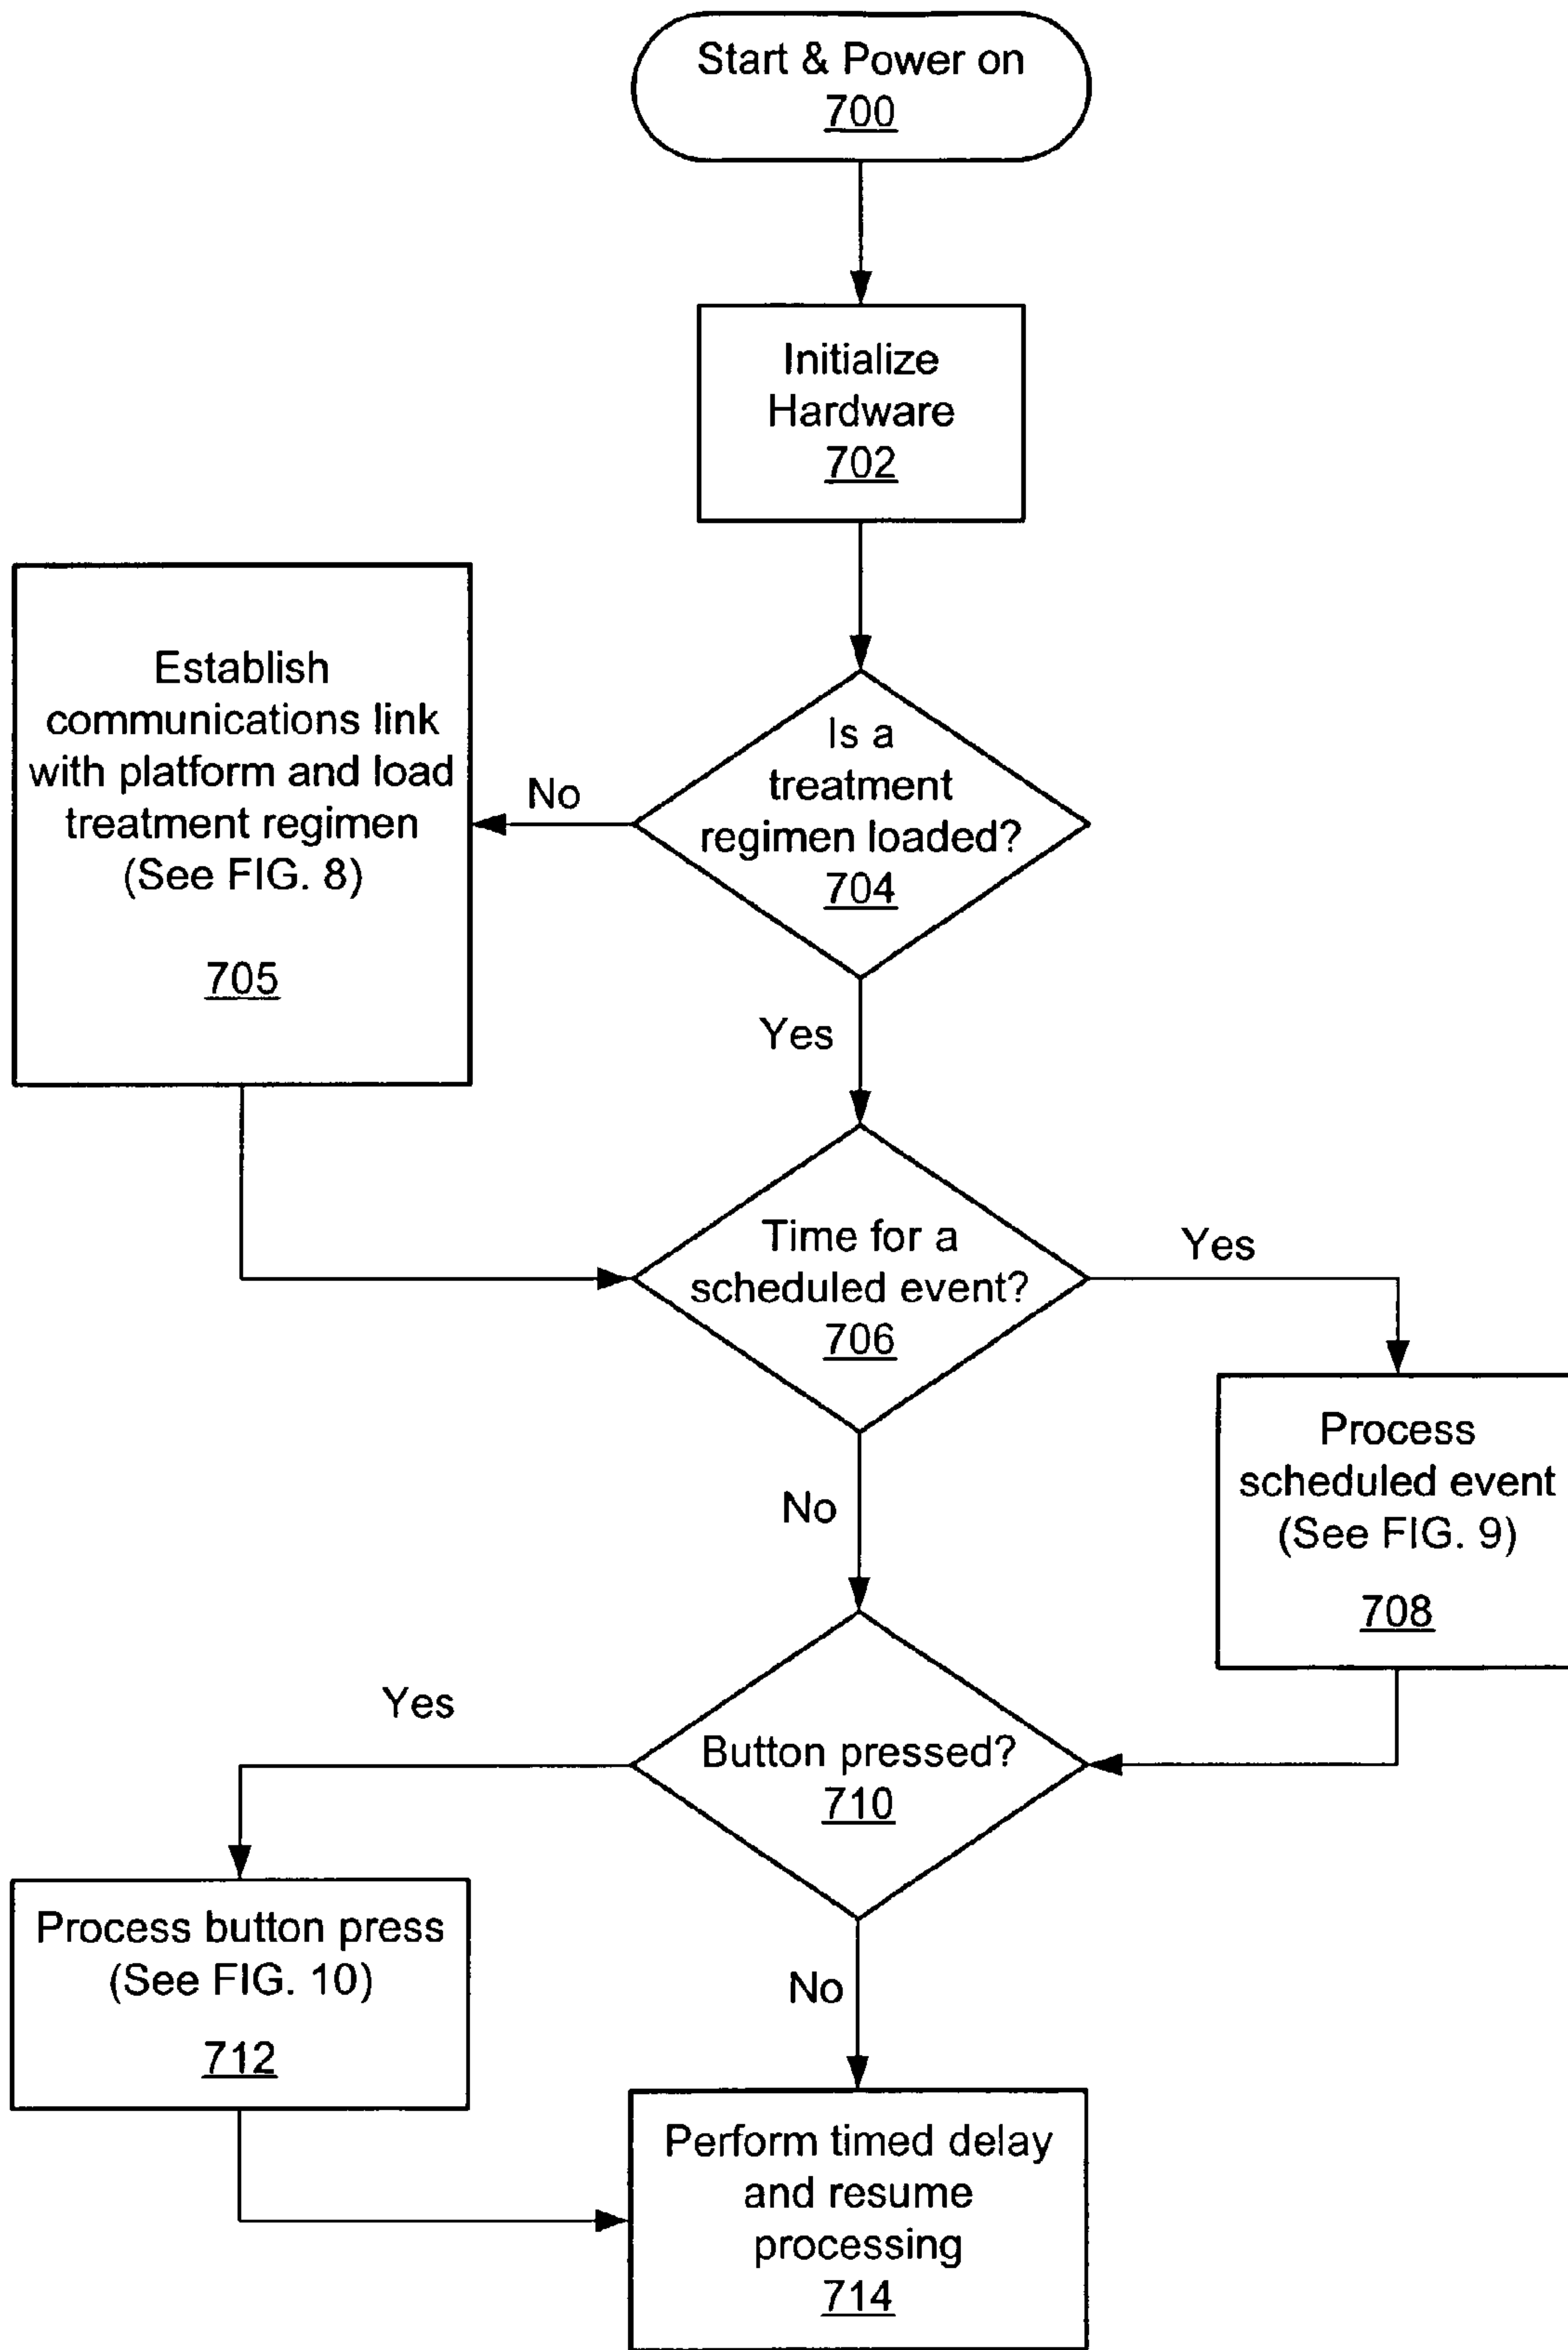 Start & Power on
700
Initialize
Hardware
702
Establish
communications link
with platform and load
treatment regimen
(See FIG. 8)
705
No
Is a
treatment
regimen loaded?
704
Yes
Time for a
scheduled event?
706
Yes
Process
scheduled event
(See FIG. 9)
708
No
Yes
Button pressed?
710
Process button press
(See FIG. 10)
712
No
Perform timed delay
and resume
processing
714